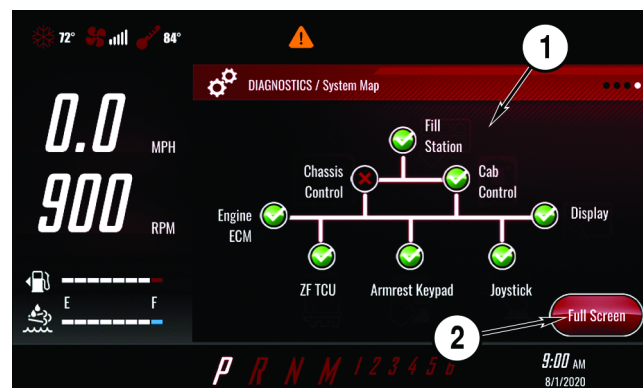 72°
84°
1
DIAGNOSTICS / System Map
0.0 MPH
900 RPM
Fill
Station
Chassis
Control
Cab
Control
Engine
ECM
Display
ZF TCU
Armrest Keypad
Joystick
E F
Full Screen
2
P R N M 1 2 3 4 5 6
9:00 AM
8/1/2020